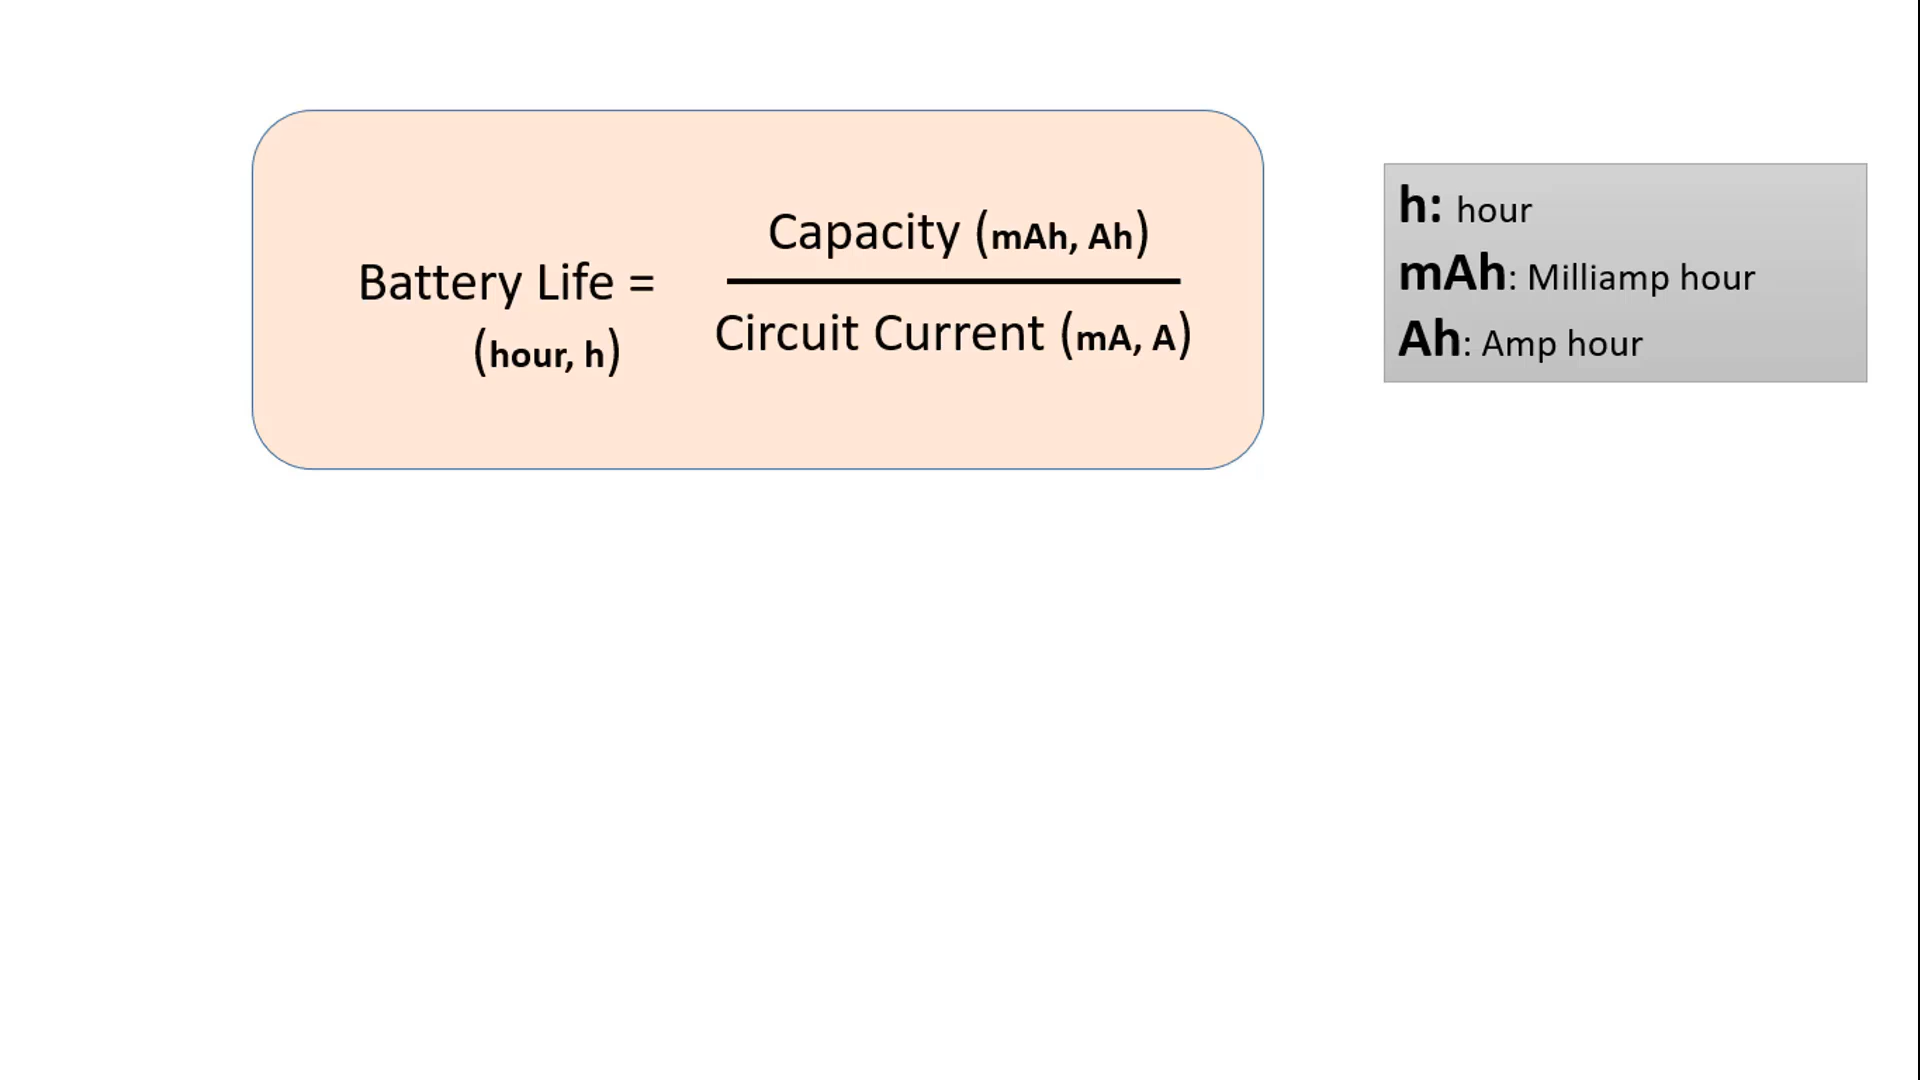 Capacity (mAh, Ah)
Battery Life =
Circuit Current (mA, A)
(hour, h)
h: hour
mAh: Milliamp hour
Ah: Amp hour